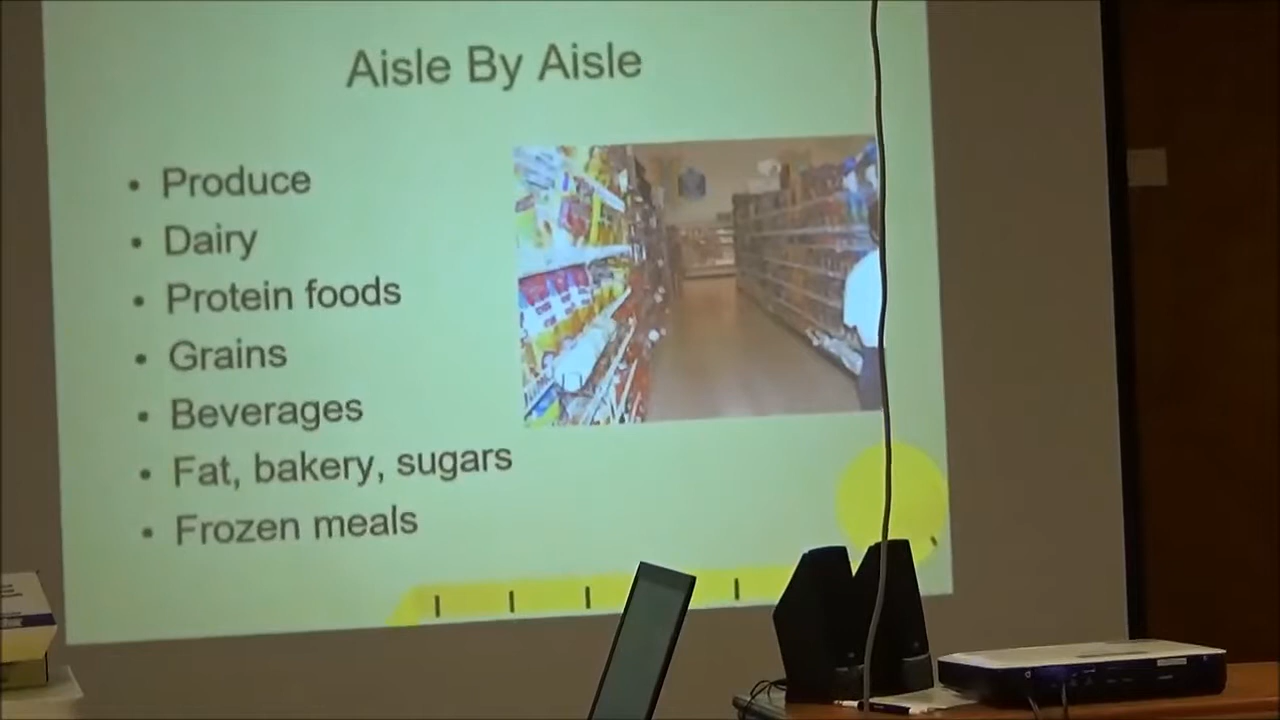 Aisle By Aisle
• Produce
• Dairy
• Protein foods
• Grains
• Beverages
• Fat, bakery, sugars
• Frozen meals